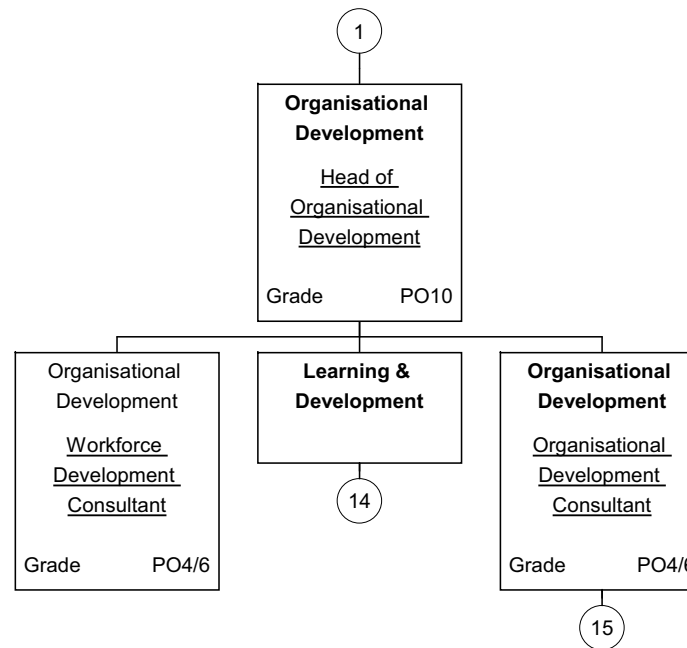 1
Organisational
Development
Head of
Organisational
Development
Grade PO10
Organisational
Development
Workforce
Development
Consultant
Grade PO4/6
Learning &
Development
14
Organisational
Development
Organisational
Development
Consultant
Grade PO4/6
15